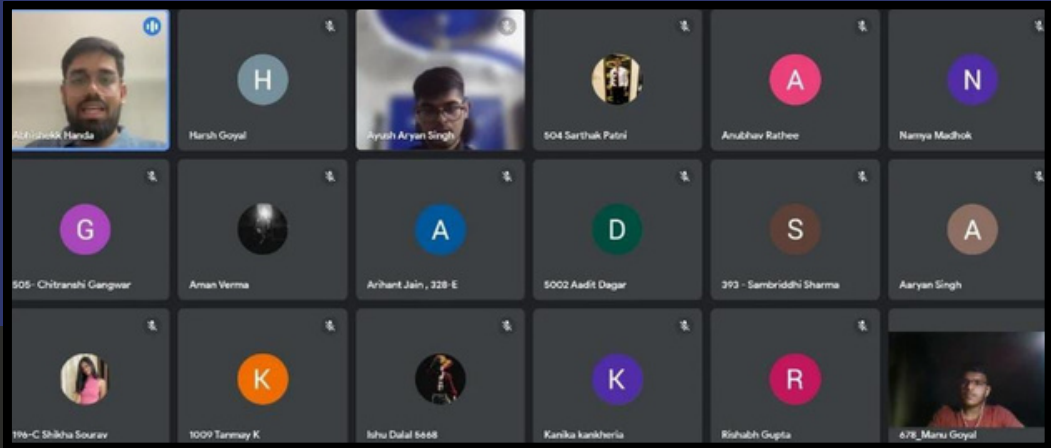 Abhishekk Handa
H
Harsh Goyal
Ayush Aryan Singh
504 Sarthak Patni
A
Anubhav Rathee
N
Namya Madhok
G
505- Chitranshi Gangwar
Aman Verma
A
Arihant Jain , 328-E
D
5002 Aadit Dagar
S
393 - Sambriddhi Sharma
A
Aaryan Singh
196-C Shikha Sourav
K
1009 Tanmay K
Ishu Dalal 5668
K
Kanika kankheria
R
Rishabh Gupta
678_Manu Goyal